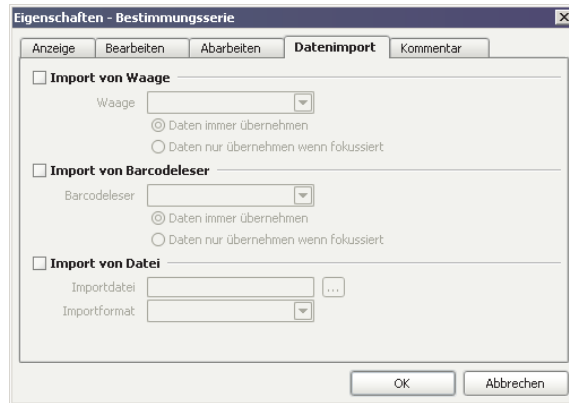 Eigenschaften - Bestimmungsserie
Anzeige Bearbeiten Abarbeiten Datenimport Kommentar
Import von Waage
Waage
Daten immer übernehmen
Daten nur übernehmen wenn fokussiert
Import von Barcodeleser
Barcodeleser
Daten immer übernehmen
Daten nur übernehmen wenn fokussiert
Import von Datei
Importdatei ...
Importformat
OK Abbrechen